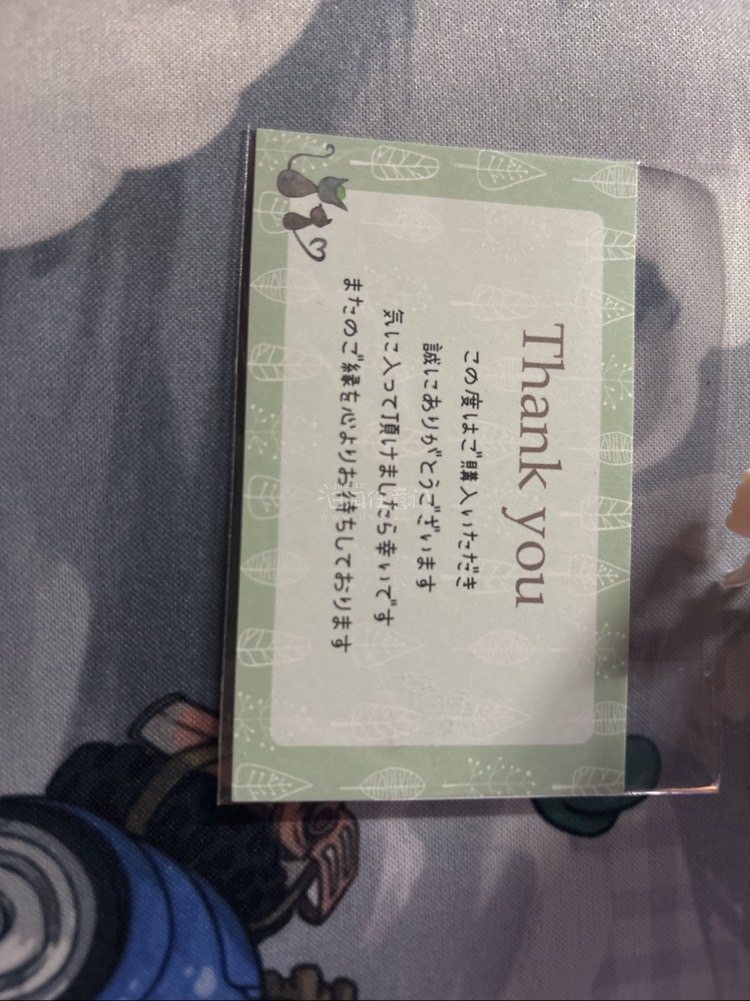 Thank you
この度はご購入いただき
誠にありがとうございます
気に入って頂けましたら幸いです
またのご縁を心よりお待ちしております